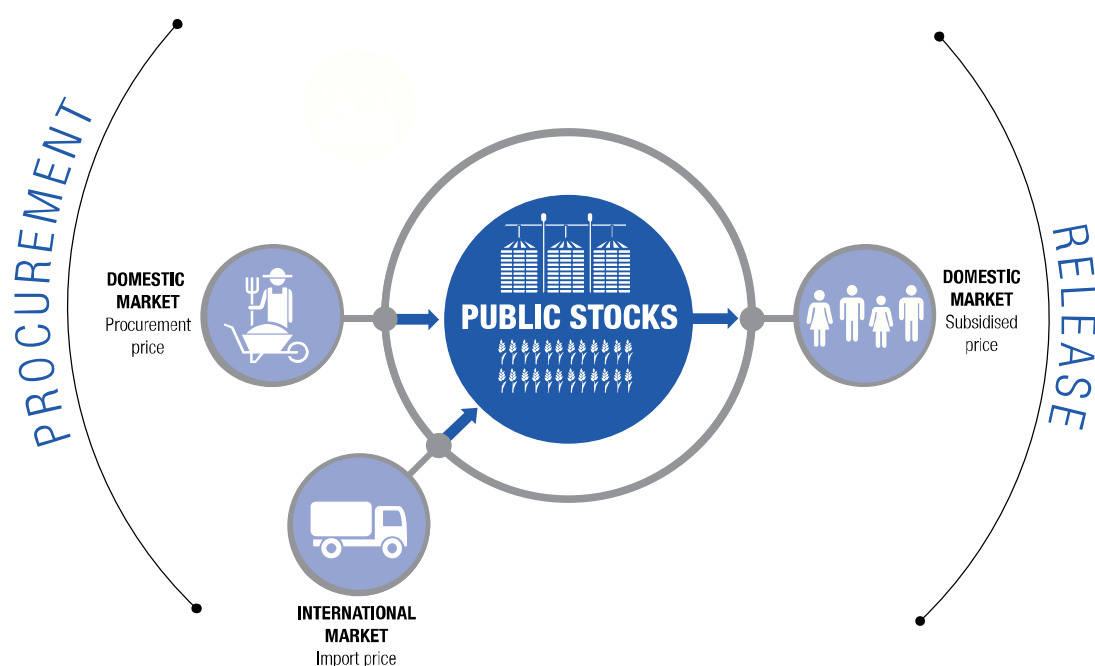 PROCUREMENT
DOMESTIC
MARKET
Procurement
price
INTERNATIONAL
MARKET
Import price
PUBLIC STOCKS
DOMESTIC
MARKET
Subsidised
price
RELEASE